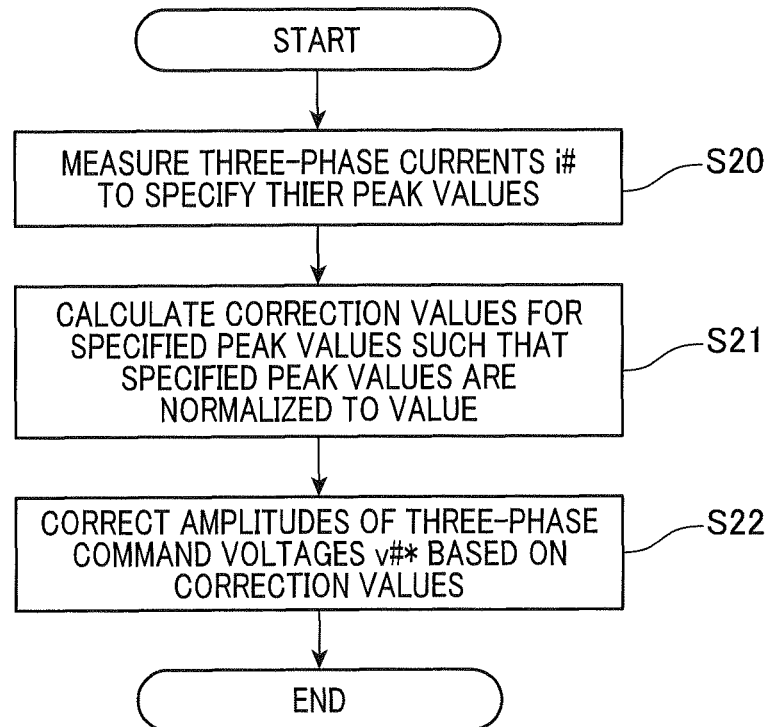 START
MEASURE THREE-PHASE CURRENTS i#
TO SPECIFY THIER PEAK VALUES
S20
CALCULATE CORRECTION VALUES FOR
SPECIFIED PEAK VALUES SUCH THAT
SPECIFIED PEAK VALUES ARE
NORMALIZED TO VALUE
S21
CORRECT AMPLITUDES OF THREE-PHASE
COMMAND VOLTAGES v#* BASED ON
CORRECTION VALUES
S22
END